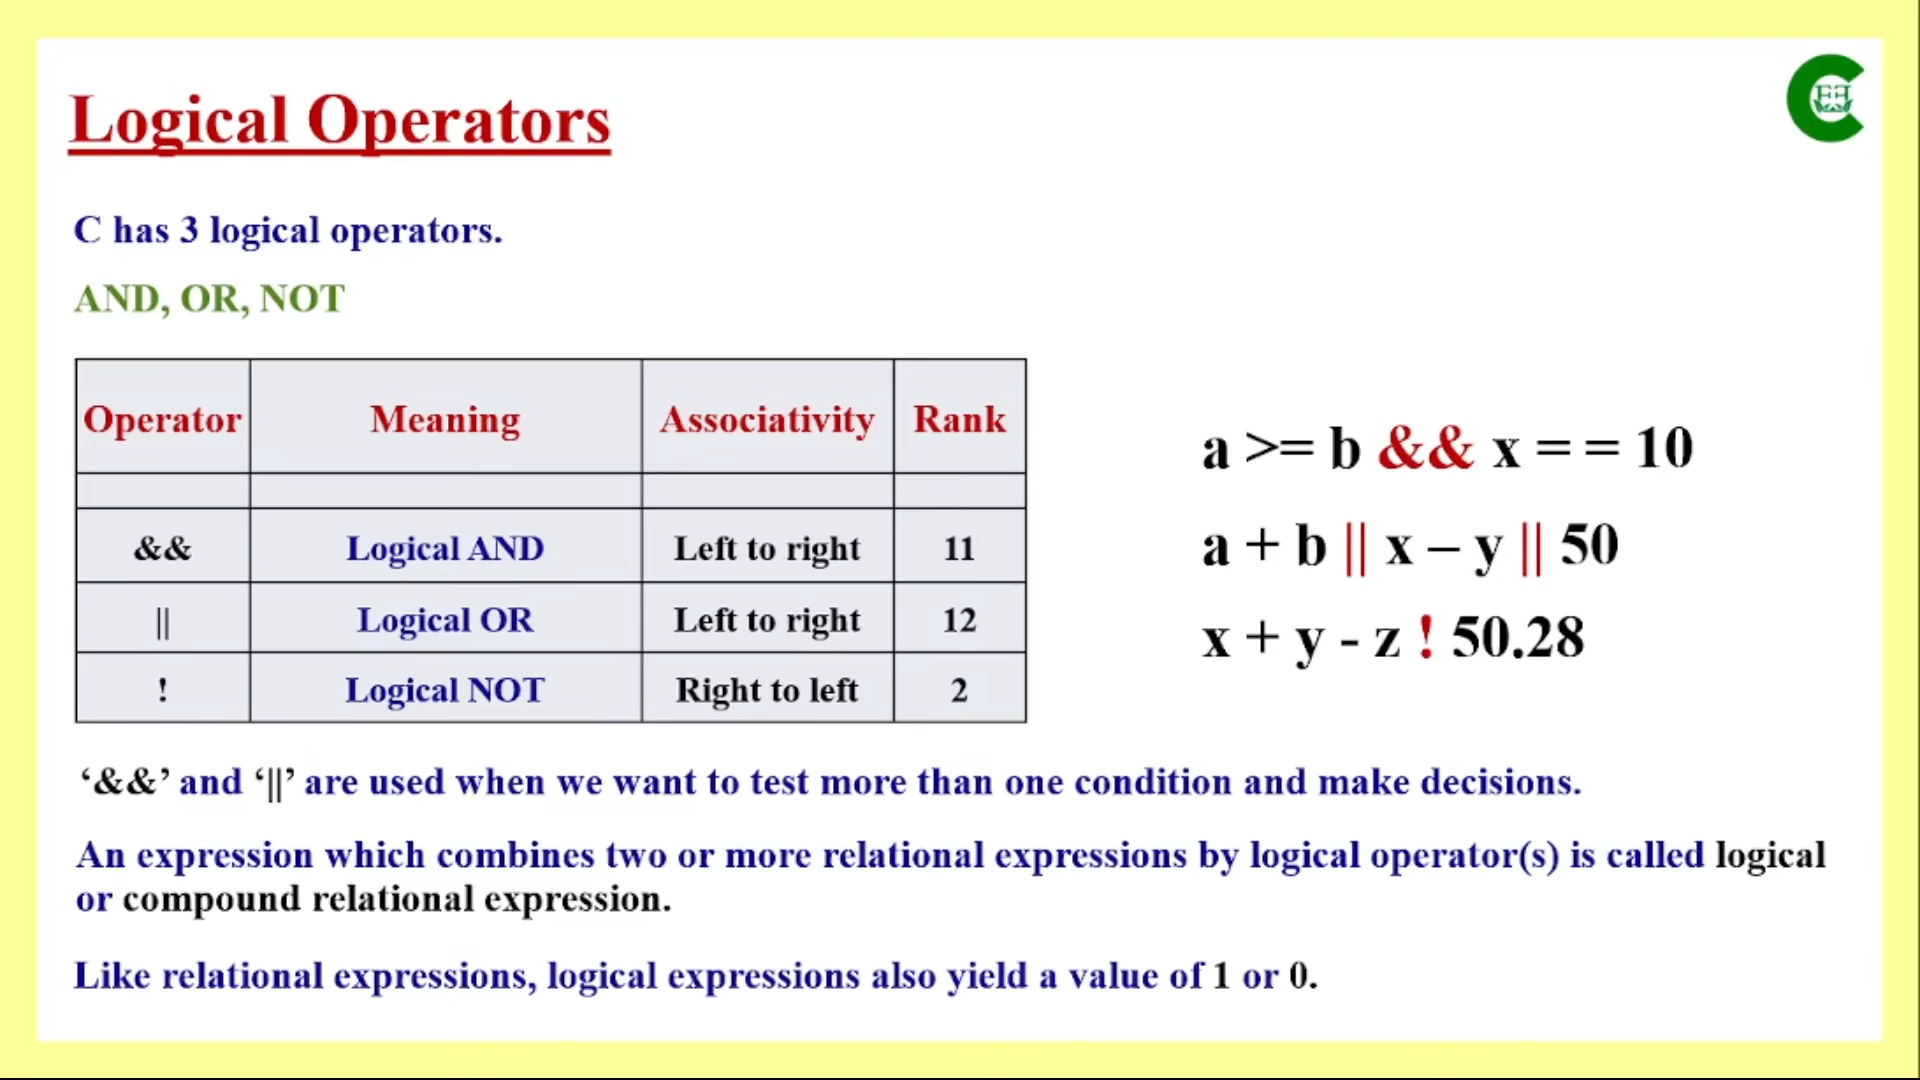 Logical Operators
C has 3 logical operators.
AND, OR, NOT
Operator Meaning Associativity Rank
&& Logical AND Left to right 11
|| Logical OR Left to right 12
! Logical NOT Right to left 2
a >= b && x = = 10
a + b || x – y || 50
x + y - z ! 50.28
‘&&’ and ‘||’ are used when we want to test more than one condition and make decisions.
An expression which combines two or more relational expressions by logical operator(s) is called logical
or compound relational expression.
Like relational expressions, logical expressions also yield a value of 1 or 0.